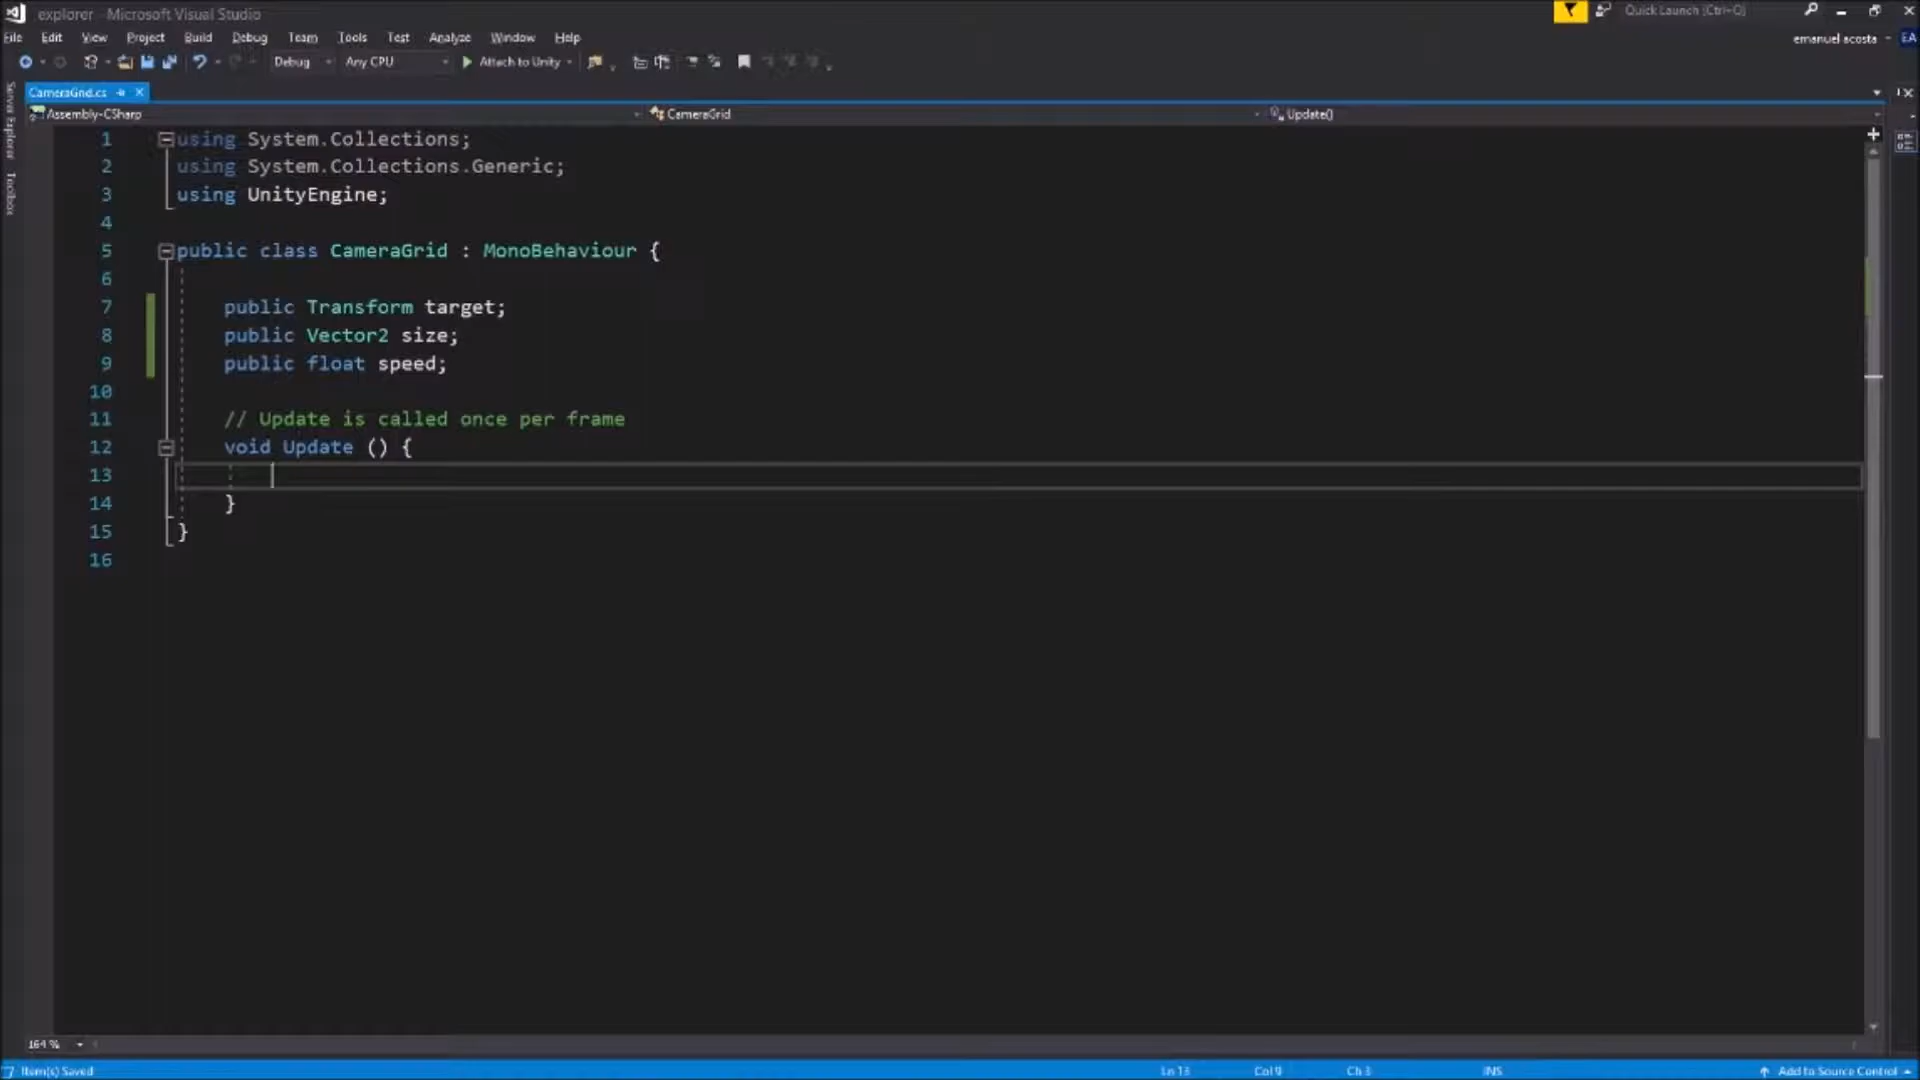 explorer - Microsoft Visual Studio
Quick Launch (Ctrl+Q)
File Edit View Project Build Debug Team Tools Test Analyze Window Help
emanuel acosta
EA
Debug
Any CPU
Attach to Unity
CameraGrid.cs
Server Explorer
Toolbox
Assembly-CSharp
CameraGrid
Update()
1 using System.Collections;
2 using System.Collections.Generic;
3 using UnityEngine;
4
5 public class CameraGrid : MonoBehaviour {
6
7 public Transform target;
8 public Vector2 size;
9 public float speed;
10
11 // Update is called once per frame
12 void Update () {
13
14 }
15 }
16
164 %
Item(s) Saved
Ln 13
Col 9
Ch 3
INS
Add to Source Control